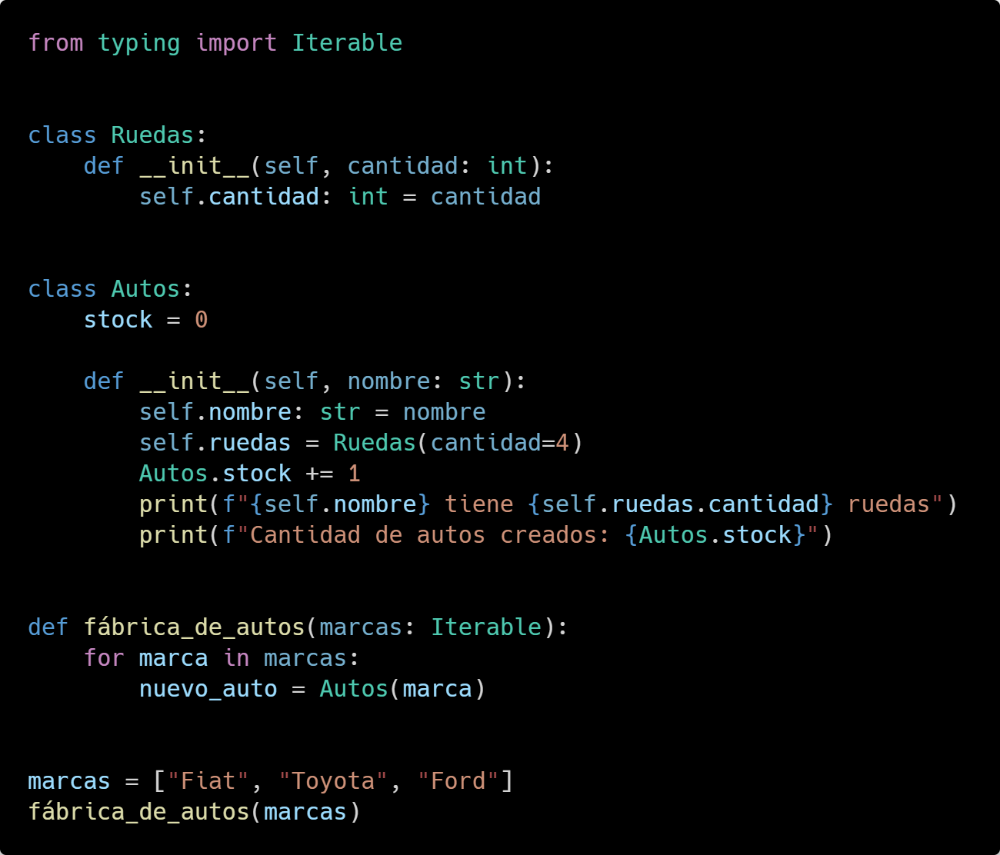 from typing import Iterable
class Ruedas:
    def __init__(self, cantidad: int):
        self.cantidad: int = cantidad
class Autos:
    stock = 0
    def __init__(self, nombre: str):
        self.nombre: str = nombre
        self.ruedas = Ruedas(cantidad=4)
        Autos.stock += 1
        print(f"{self.nombre} tiene {self.ruedas.cantidad} ruedas")
        print(f"Cantidad de autos creados: {Autos.stock}")
def fábrica_de_autos(marcas: Iterable):
    for marca in marcas:
        nuevo_auto = Autos(marca)
marcas = ["Fiat", "Toyota", "Ford"]
fábrica_de_autos(marcas)